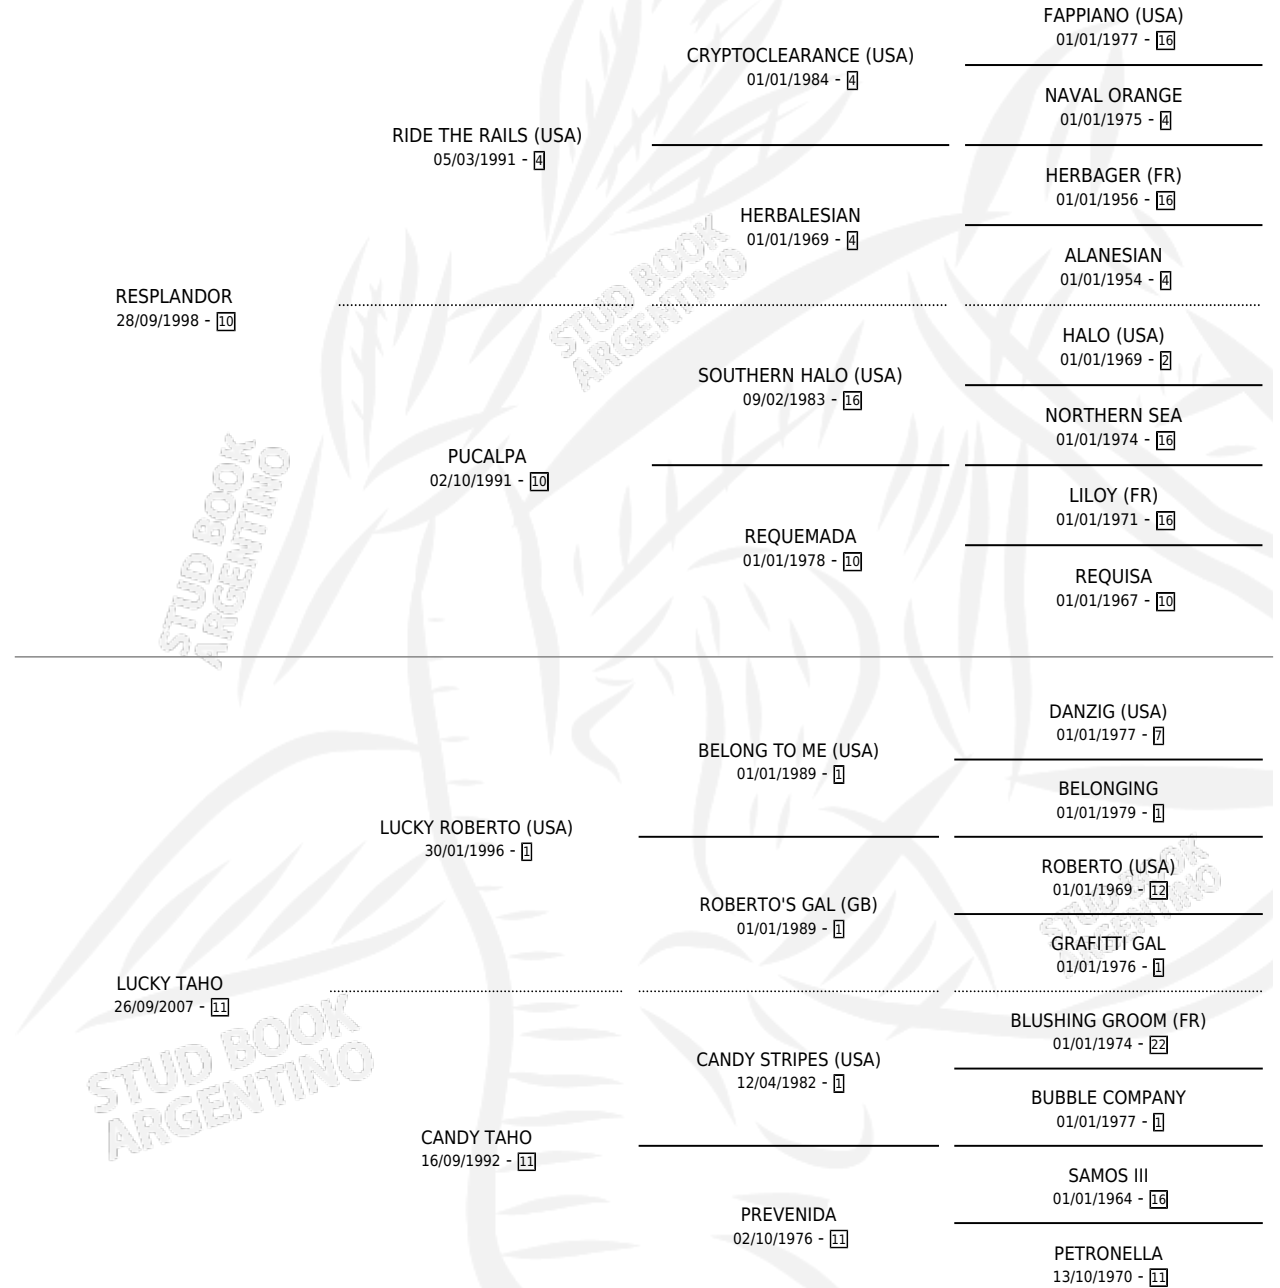 FAPPIANO (USA)
01/01/1977 - 16
CRYPTOCLEARANCE (USA)
01/01/1984 - 4
NAVAL ORANGE
01/01/1975 - 4
RIDE THE RAILS (USA)
05/03/1991 - 4
HERBAGER (FR)
01/01/1956 - 16
HERBALESIAN
01/01/1969 - 4
ALANESIAN
01/01/1954 - 4
RESPLANDOR
28/09/1998 - 10
HALO (USA)
01/01/1969 - 2
SOUTHERN HALO (USA)
09/02/1983 - 16
NORTHERN SEA
01/01/1974 - 16
PUCALPA
02/10/1991 - 10
LILOY (FR)
01/01/1971 - 16
REQUEMADA
01/01/1978 - 10
REQUISA
01/01/1967 - 10
DANZIG (USA)
01/01/1977 - 7
BELONG TO ME (USA)
01/01/1989 - 1
BELONGING
01/01/1979 - 1
LUCKY ROBERTO (USA)
30/01/1996 - 1
ROBERTO (USA)
01/01/1969 - 12
ROBERTO'S GAL (GB)
01/01/1989 - 1
GRAFITTI GAL
01/01/1976 - 1
LUCKY TAHO
26/09/2007 - 11
BLUSHING GROOM (FR)
01/01/1974 - 22
CANDY STRIPES (USA)
12/04/1982 - 1
BUBBLE COMPANY
01/01/1977 - 1
CANDY TAHO
16/09/1992 - 11
SAMOS III
01/01/1964 - 16
PREVENIDA
02/10/1976 - 11
PETRONELLA
13/10/1970 - 11
STUD BOOK
ARGENTINO
STUD BOOK
ARGENTINO
STUD BOOK
ARGENTINO
STUD BOOK
ARGENTINO